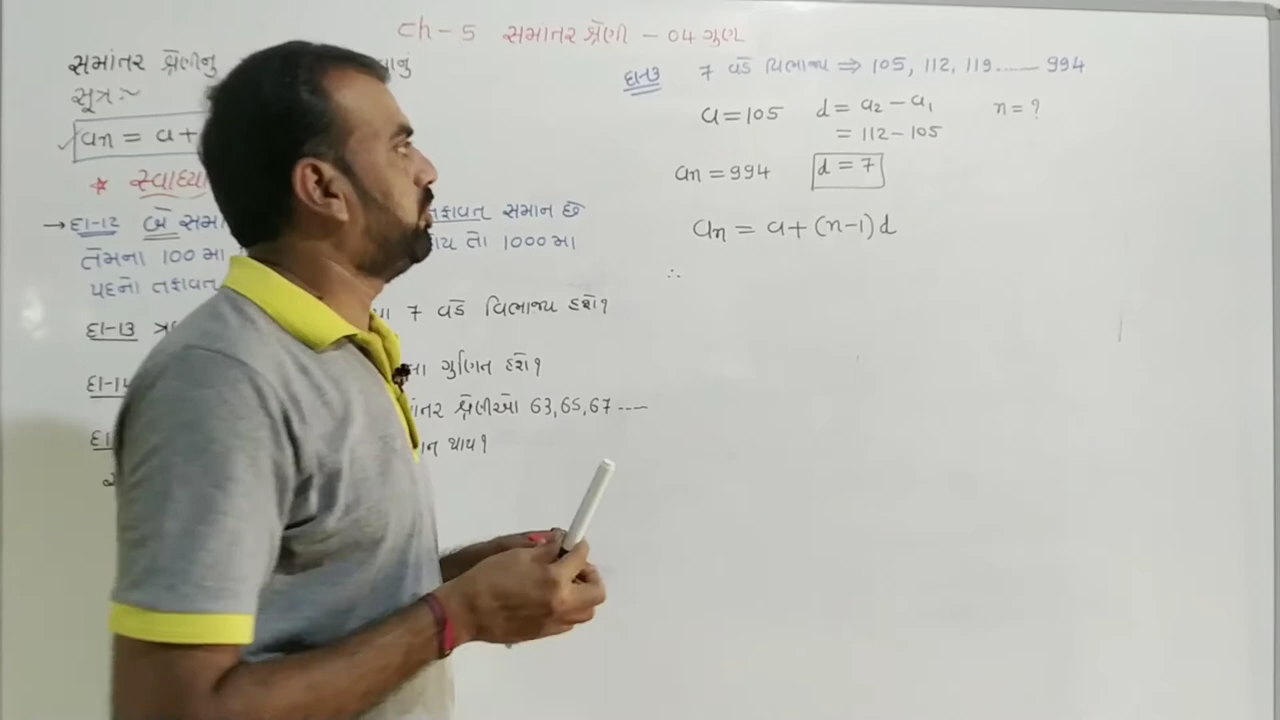 Ch-5 સમાંતર શ્રેણી - 04 ગુણ
સમાંતર શ્રેણીનુ
સૂત્ર :-
an = a +
* સ્વાધ્યા
→ દા-12 બે સમા તફાવત સમાન છે
તેમના 100 મા તો 1000 મા
પદનો તફાવત
દા-13 7 વડે વિભાજ્ય હશે?
દા-14 ના ગુણિત હશે?
શ્રેણીઓ 63, 65, 67 ----
થાય?
દા-13 7 વડે વિભાજ્ય ⇒ 105, 112, 119 ...... 994
a = 105 d = a₂ - a₁ n = ?
= 112 - 105
an = 994 d = 7
an = a + (n-1) d
∴